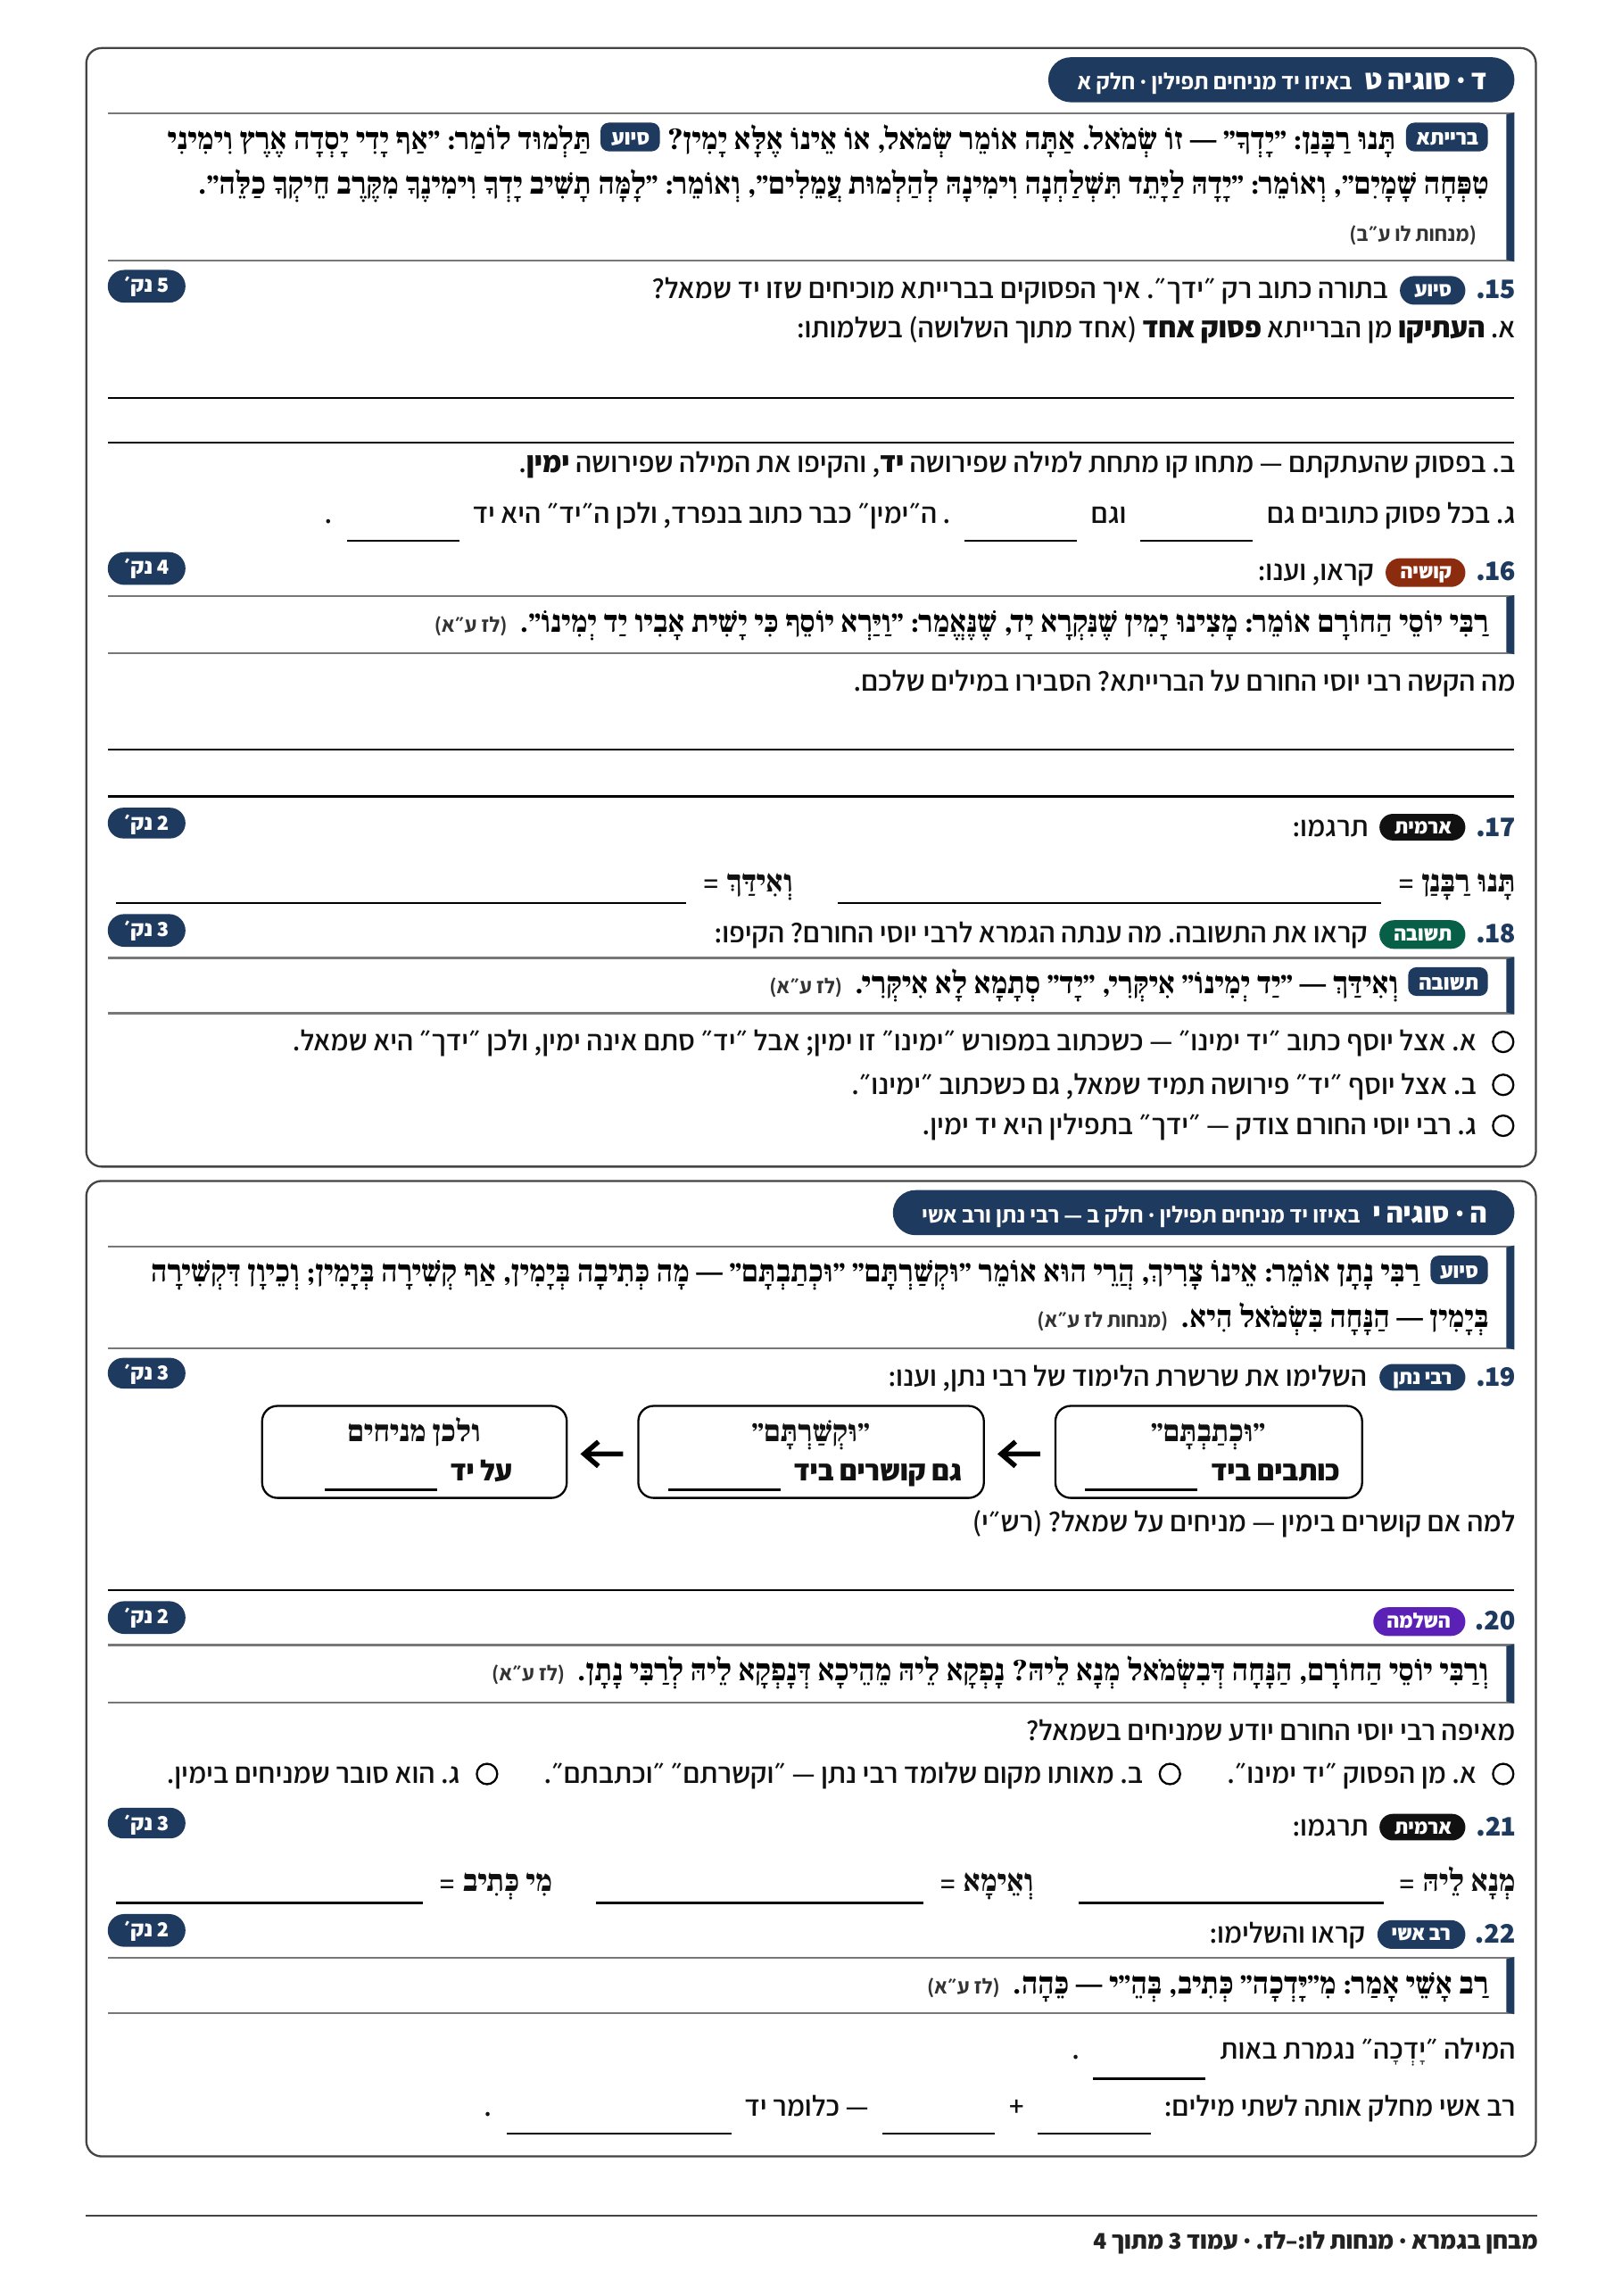 ד · סוגיה ט באיזו יד מניחים תפילין · חלק א
ברייתא תָּנוּ רַבָּנַן: ״יָדְךָ״ — זוֹ שְׂמֹאל. אַתָּה אוֹמֵר שְׂמֹאל, אוֹ אֵינוֹ אֶלָּא יָמִין? סיוע תַּלְמוּד לוֹמַר: ״אַף יָדִי יָסְדָה אֶרֶץ וִימִינִי
טִפְּחָה שָׁמָיִם״, וְאוֹמֵר: ״יָדָהּ לַיָּתֵד תִּשְׁלַחְנָה וִימִינָהּ לְהַלְמוּת עֲמֵלִים״, וְאוֹמֵר: ״לָמָּה תָשִׁיב יָדְךָ וִימִינֶךָ מִקֶּרֶב חֵיקְךָ כַלֵּה״.
(מנחות לו ע״ב)
15. סיוע בתורה כתוב רק ״ידך״. איך הפסוקים בברייתא מוכיחים שזו יד שמאל? 5 נק׳
א. העתיקו מן הברייתא פסוק אחד (אחד מתוך השלושה) בשלמותו:
ב. בפסוק שהעתקתם — מתחו קו מתחת למילה שפירושה יד, והקיפו את המילה שפירושה ימין.
ג. בכל פסוק כתובים גם ________ וגם ________ . ה״ימין״ כבר כתוב בנפרד, ולכן ה״יד״ היא יד ________ .
16. קושיה קראו, וענו: 4 נק׳
רַבִּי יוֹסֵי הַחוֹרָם אוֹמֵר: מָצִינוּ יָמִין שֶׁנִּקְרָא יָד, שֶׁנֶּאֱמַר: ״וַיַּרְא יוֹסֵף כִּי יָשִׁית אָבִיו יַד יְמִינוֹ״. (לז ע״א)
מה הקשה רבי יוסי החורם על הברייתא? הסבירו במילים שלכם.
17. ארמית תרגמו: 2 נק׳
תָּנוּ רַבָּנַן = ________ וְאִידַּךְ = ________
18. תשובה קראו את התשובה. מה ענתה הגמרא לרבי יוסי החורם? הקיפו: 3 נק׳
תשובה וְאִידַּךְ — ״יַד יְמִינוֹ״ אִיקְּרִי, ״יָד״ סְתָמָא לָא אִיקְּרִי. (לז ע״א)
א. אצל יוסף כתוב ״יד ימינו״ — כשכתוב במפורש ״ימינו״ זו ימין; אבל ״יד״ סתם אינה ימין, ולכן ״ידך״ היא שמאל.
ב. אצל יוסף ״יד״ פירושה תמיד שמאל, גם כשכתוב ״ימינו״.
ג. רבי יוסי החורם צודק — ״ידך״ בתפילין היא יד ימין.
ה · סוגיה י באיזו יד מניחים תפילין · חלק ב — רבי נתן ורב אשי
סיוע רַבִּי נָתָן אוֹמֵר: אֵינוֹ צָרִיךְ, הֲרֵי הוּא אוֹמֵר ״וּקְשַׁרְתָּם״ ״וּכְתַבְתָּם״ — מָה כְּתִיבָה בְּיָמִין, אַף קְשִׁירָה בְּיָמִין; וְכֵיוָן דִּקְשִׁירָה
בְּיָמִין — הַנָּחָה בִּשְׂמֹאל הִיא. (מנחות לז ע״א)
19. רבי נתן השלימו את שרשרת הלימוד של רבי נתן, וענו: 3 נק׳
״וּכְתַבְתָּם״
כותבים ביד ________
״וּקְשַׁרְתָּם״
גם קושרים ביד ________
ולכן מניחים
על יד ________
למה אם קושרים בימין — מניחים על שמאל? (רש״י)
20. השלמה 2 נק׳
וְרַבִּי יוֹסֵי הַחוֹרָם, הַנָּחָה דְּבִשְׂמֹאל מְנָא לֵיהּ? נָפְקָא לֵיהּ מֵהֵיכָא דְּנָפְקָא לֵיהּ לְרַבִּי נָתָן. (לז ע״א)
מאיפה רבי יוסי החורם יודע שמניחים בשמאל?
א. מן הפסוק ״יד ימינו״. ב. מאותו מקום שלומד רבי נתן — ״וקשרתם״ ״וכתבתם״. ג. הוא סובר שמניחים בימין.
21. ארמית תרגמו: 3 נק׳
מְנָא לֵיהּ = ________ וְאֵימָא = ________ מִי כְּתִיב = ________
22. רב אשי קראו והשלימו: 2 נק׳
רַב אָשֵׁי אָמַר: מִ״יָּדְכָה״ כְּתִיב, בְּהֵ״י — כֵּהָה. (לז ע״א)
המילה ״יָדְכָה״ נגמרת באות ________ .
רב אשי מחלק אותה לשתי מילים: ________ + ________ — כלומר יד ________ .
מבחן בגמרא · מנחות לו:–לז. · עמוד 3 מתוך 4